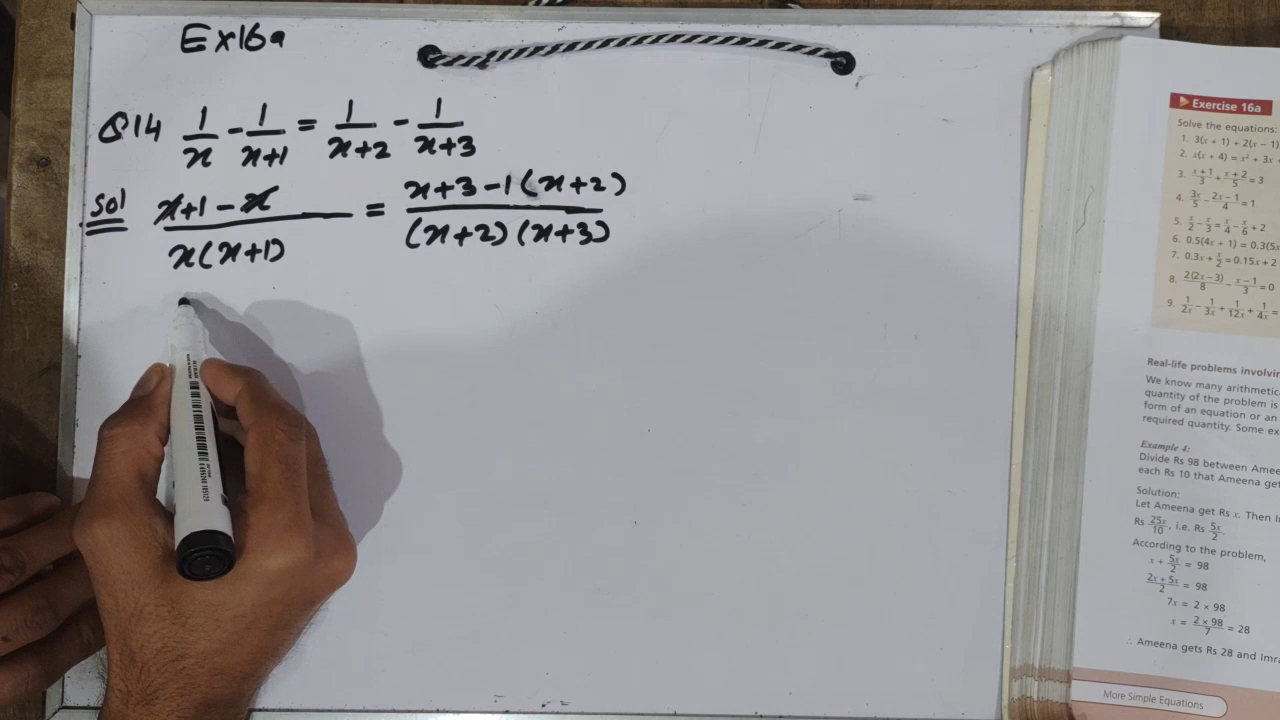 Ex16a
Q14 1/x - 1/(x+1) = 1/(x+2) - 1/(x+3)
Sol (x+1-x)/(x(x+1)) = (x+3-1(x+2))/((x+2)(x+3))
Exercise 16a
Solve the equations:
1. 3(x + 1) + 2(x − 1)
2. x(x + 4) = x² + 3x
3. (x+1)/3 + (x+2)/5 = 3
4. 3x/5 − (2x−1)/4 = 1
5. x/2 − x/3 = x/4 − x/6 + 2
6. 0.5(4x + 1) = 0.3(5x
7. 0.3x + x/2 = 0.15x + 2
8. 2(2x−3)/8 − (x−1)/3 = 0
9. 1/2x − 1/3x + 1/12x + 1/4x =
Real-life problems involvin
We know many arithmetic
quantity of the problem is
form of an equation or an
required quantity. Some ex
Example 4:
Divide Rs 98 between Amee
each Rs 10 that Ameena get
Solution:
Let Ameena get Rs x. Then I
Rs 25x/10, i.e. Rs 5x/2.
According to the problem,
x + 5x/2 = 98
(2x + 5x)/2 = 98
7x = 2 × 98
x = (2 × 98)/7 = 28
∴ Ameena gets Rs 28 and Imra
More Simple Equations